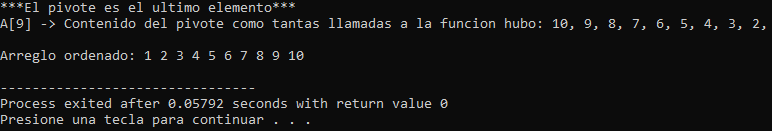 ***El pivote es el ultimo elemento***
A[9] -> Contenido del pivote como tantas llamadas a la funcion hubo: 10, 9, 8, 7, 6, 5, 4, 3, 2,
Arreglo ordenado: 1 2 3 4 5 6 7 8 9 10
--------------------------------
Process exited after 0.05792 seconds with return value 0
Presione una tecla para continuar . . .